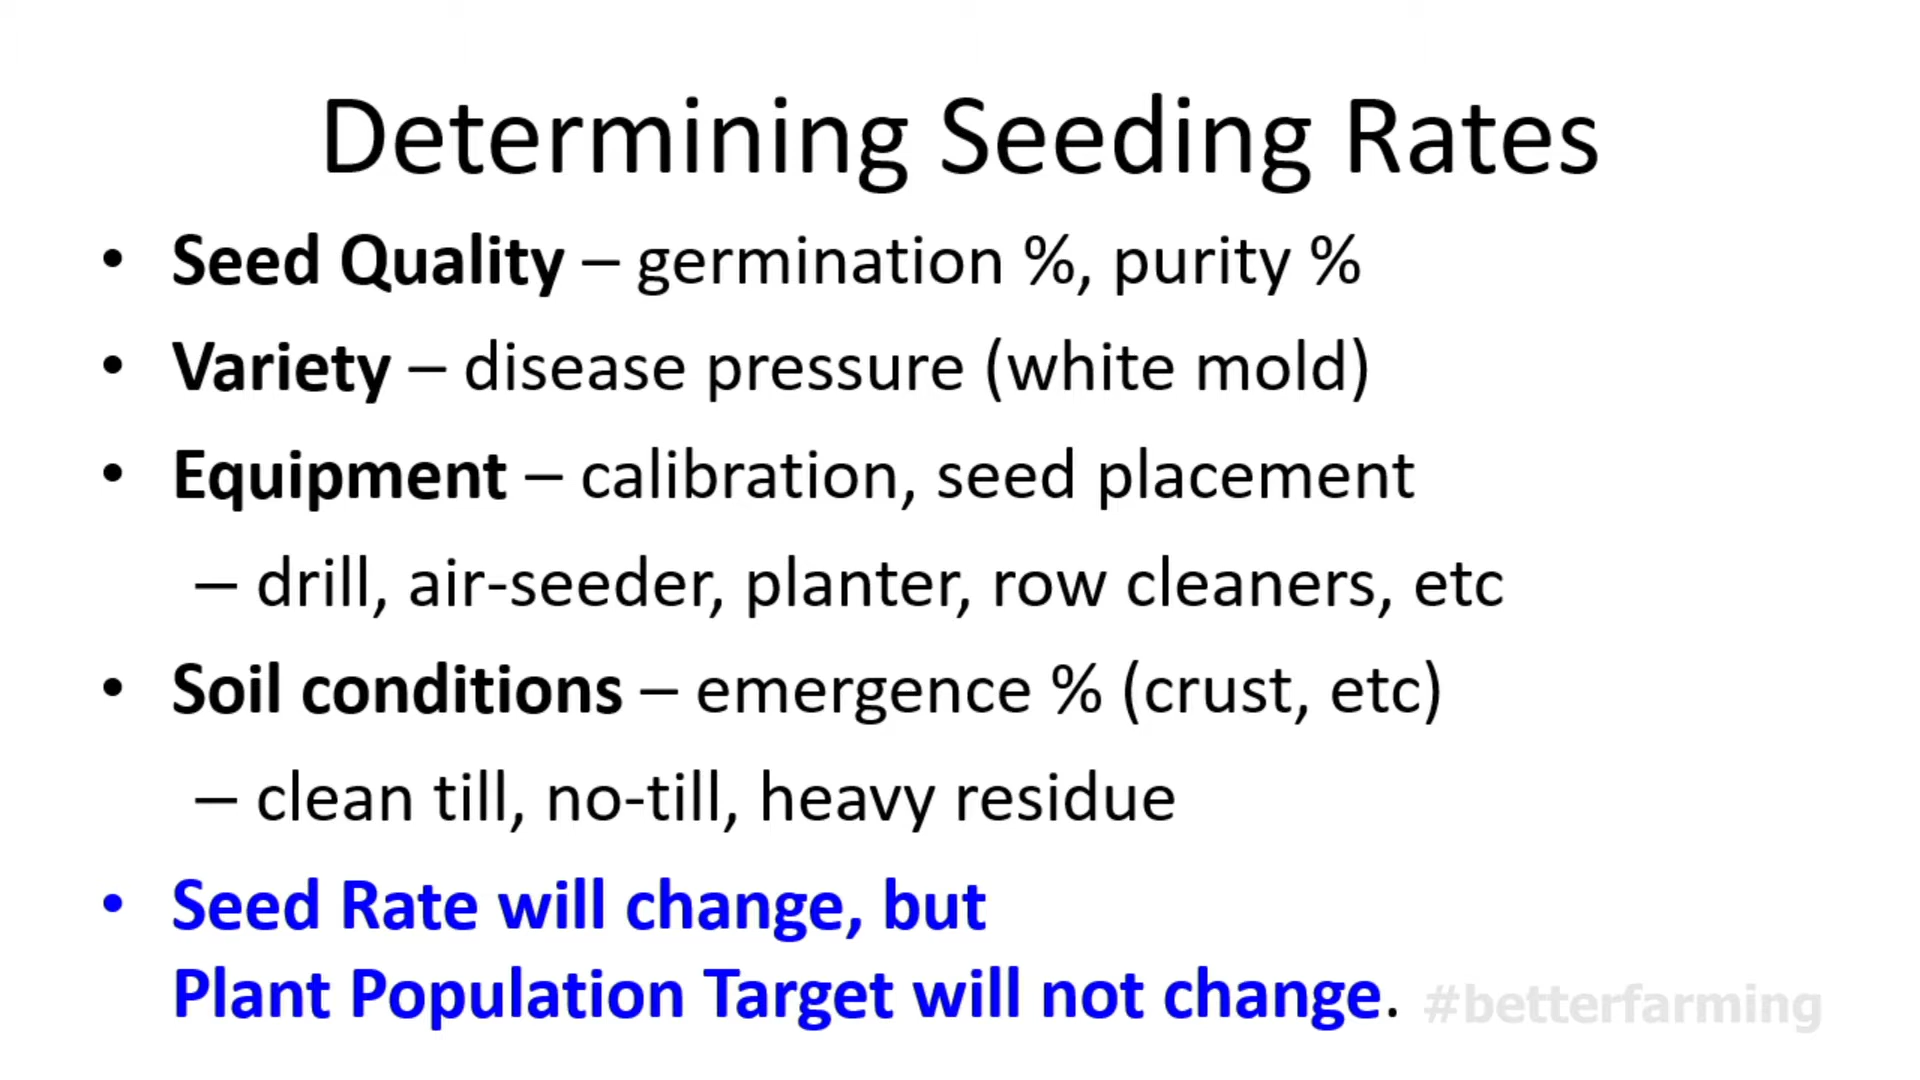 Determining Seeding Rates
• Seed Quality – germination %, purity %
• Variety – disease pressure (white mold)
• Equipment – calibration, seed placement
– drill, air-seeder, planter, row cleaners, etc
• Soil conditions – emergence % (crust, etc)
– clean till, no-till, heavy residue
• Seed Rate will change, but
Plant Population Target will not change.
#betterfarming